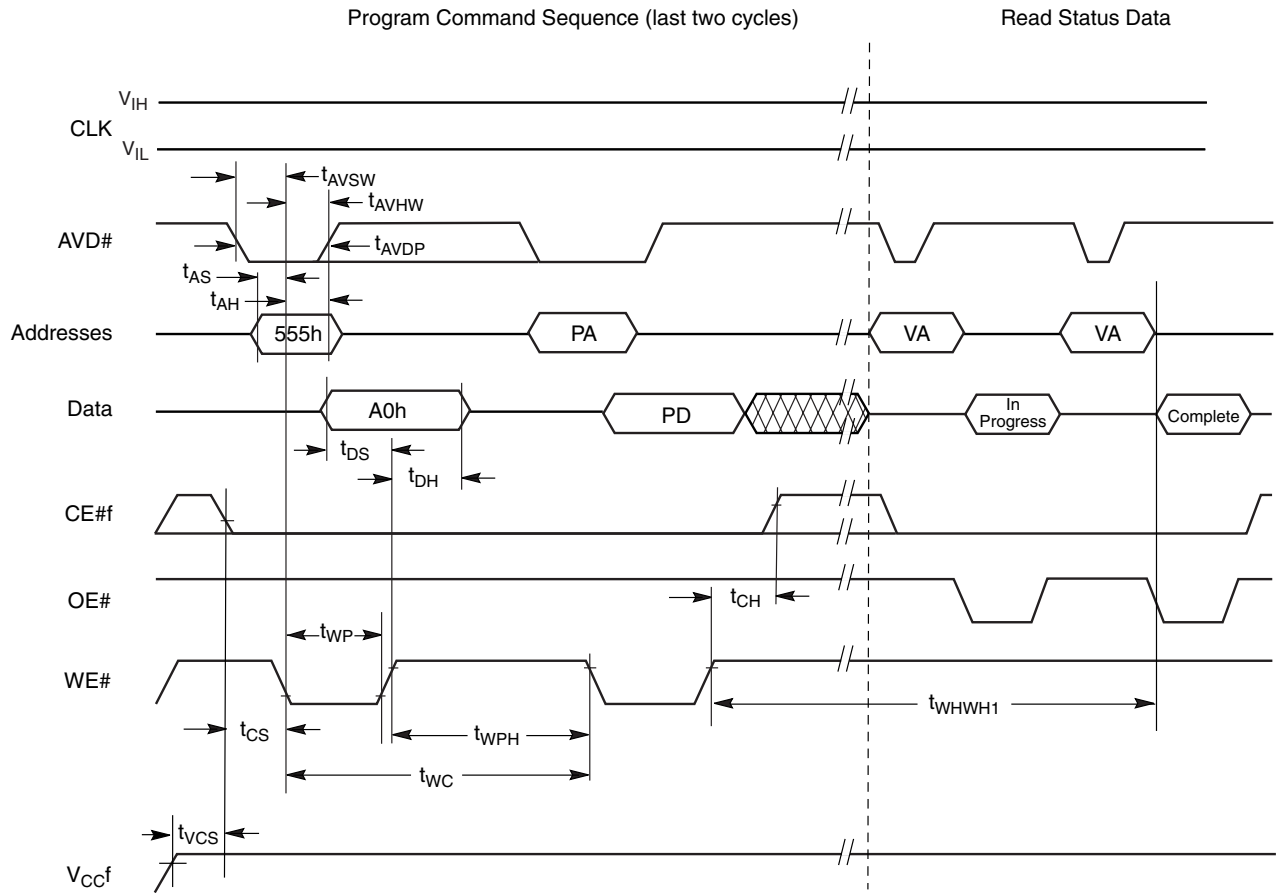 Program Command Sequence (last two cycles)
Read Status Data
VIH
CLK
VIL
tAVSW
tAVHW
AVD#
tAVDP
tAS
tAH
Addresses
555h
PA
VA
VA
Data
A0h
PD
In Progress
Complete
tDS
tDH
CE#f
OE#
tCH
tWP
WE#
tWHWH1
tCS
tWPH
tWC
tVCS
VCCf